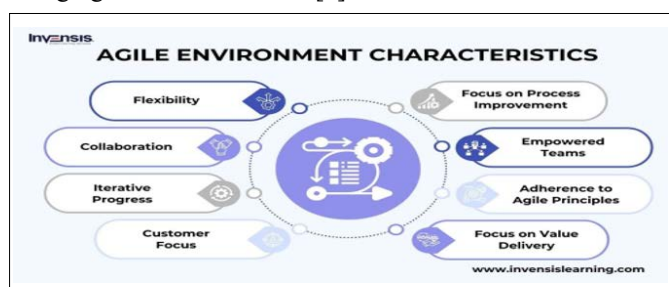 Invensis
AGILE ENVIRONMENT CHARACTERISTICS
Flexibility
Collaboration
Iterative
Progress
Customer
Focus
Focus on Process
Improvement
Empowered
Teams
Adherence to
Agile Principles
Focus on Value
Delivery
www.invensislearning.com